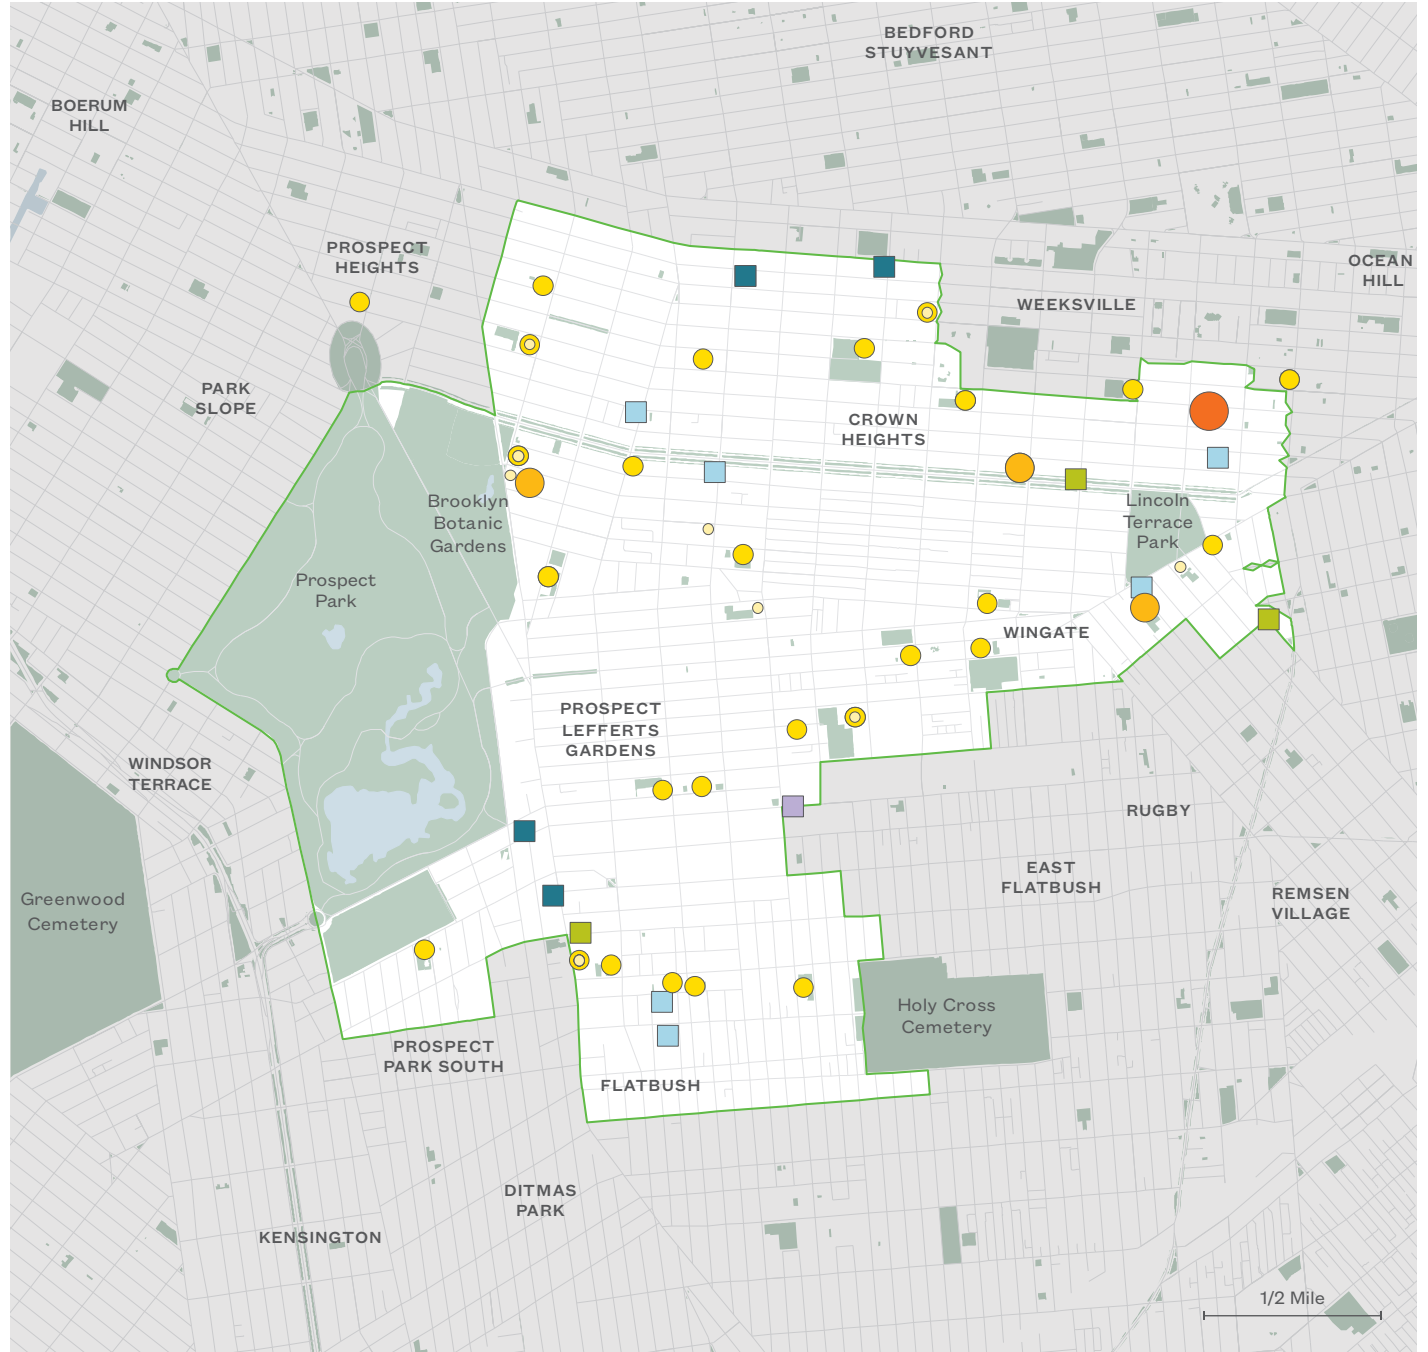 BEDFORD
STUYVESANT
BOERUM
HILL
PROSPECT
HEIGHTS
OCEAN
HILL
WEEKSVILLE
PARK
SLOPE
CROWN
HEIGHTS
Brooklyn
Botanic
Gardens
Lincoln
Terrace
Park
Prospect
Park
WINGATE
PROSPECT
LEFFERTS
GARDENS
WINDSOR
TERRACE
RUGBY
EAST
FLATBUSH
REMSEN
VILLAGE
Greenwood
Cemetery
Holy Cross
Cemetery
PROSPECT
PARK SOUTH
FLATBUSH
DITMAS
PARK
KENSINGTON
1/2 Mile